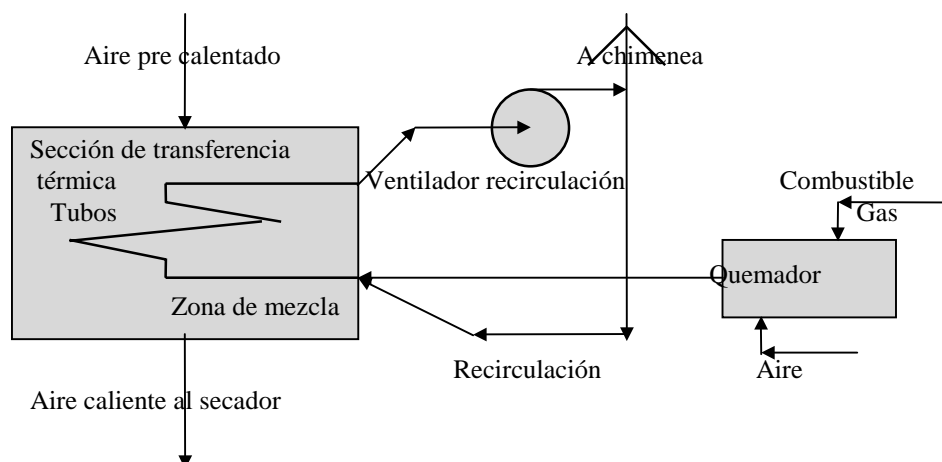 Aire pre calentado
A chimenea
Sección de transferencia
térmica
Tubos
Ventilador recirculación
Combustible
Gas
Quemador
Zona de mezcla
Recirculación
Aire
Aire caliente al secador